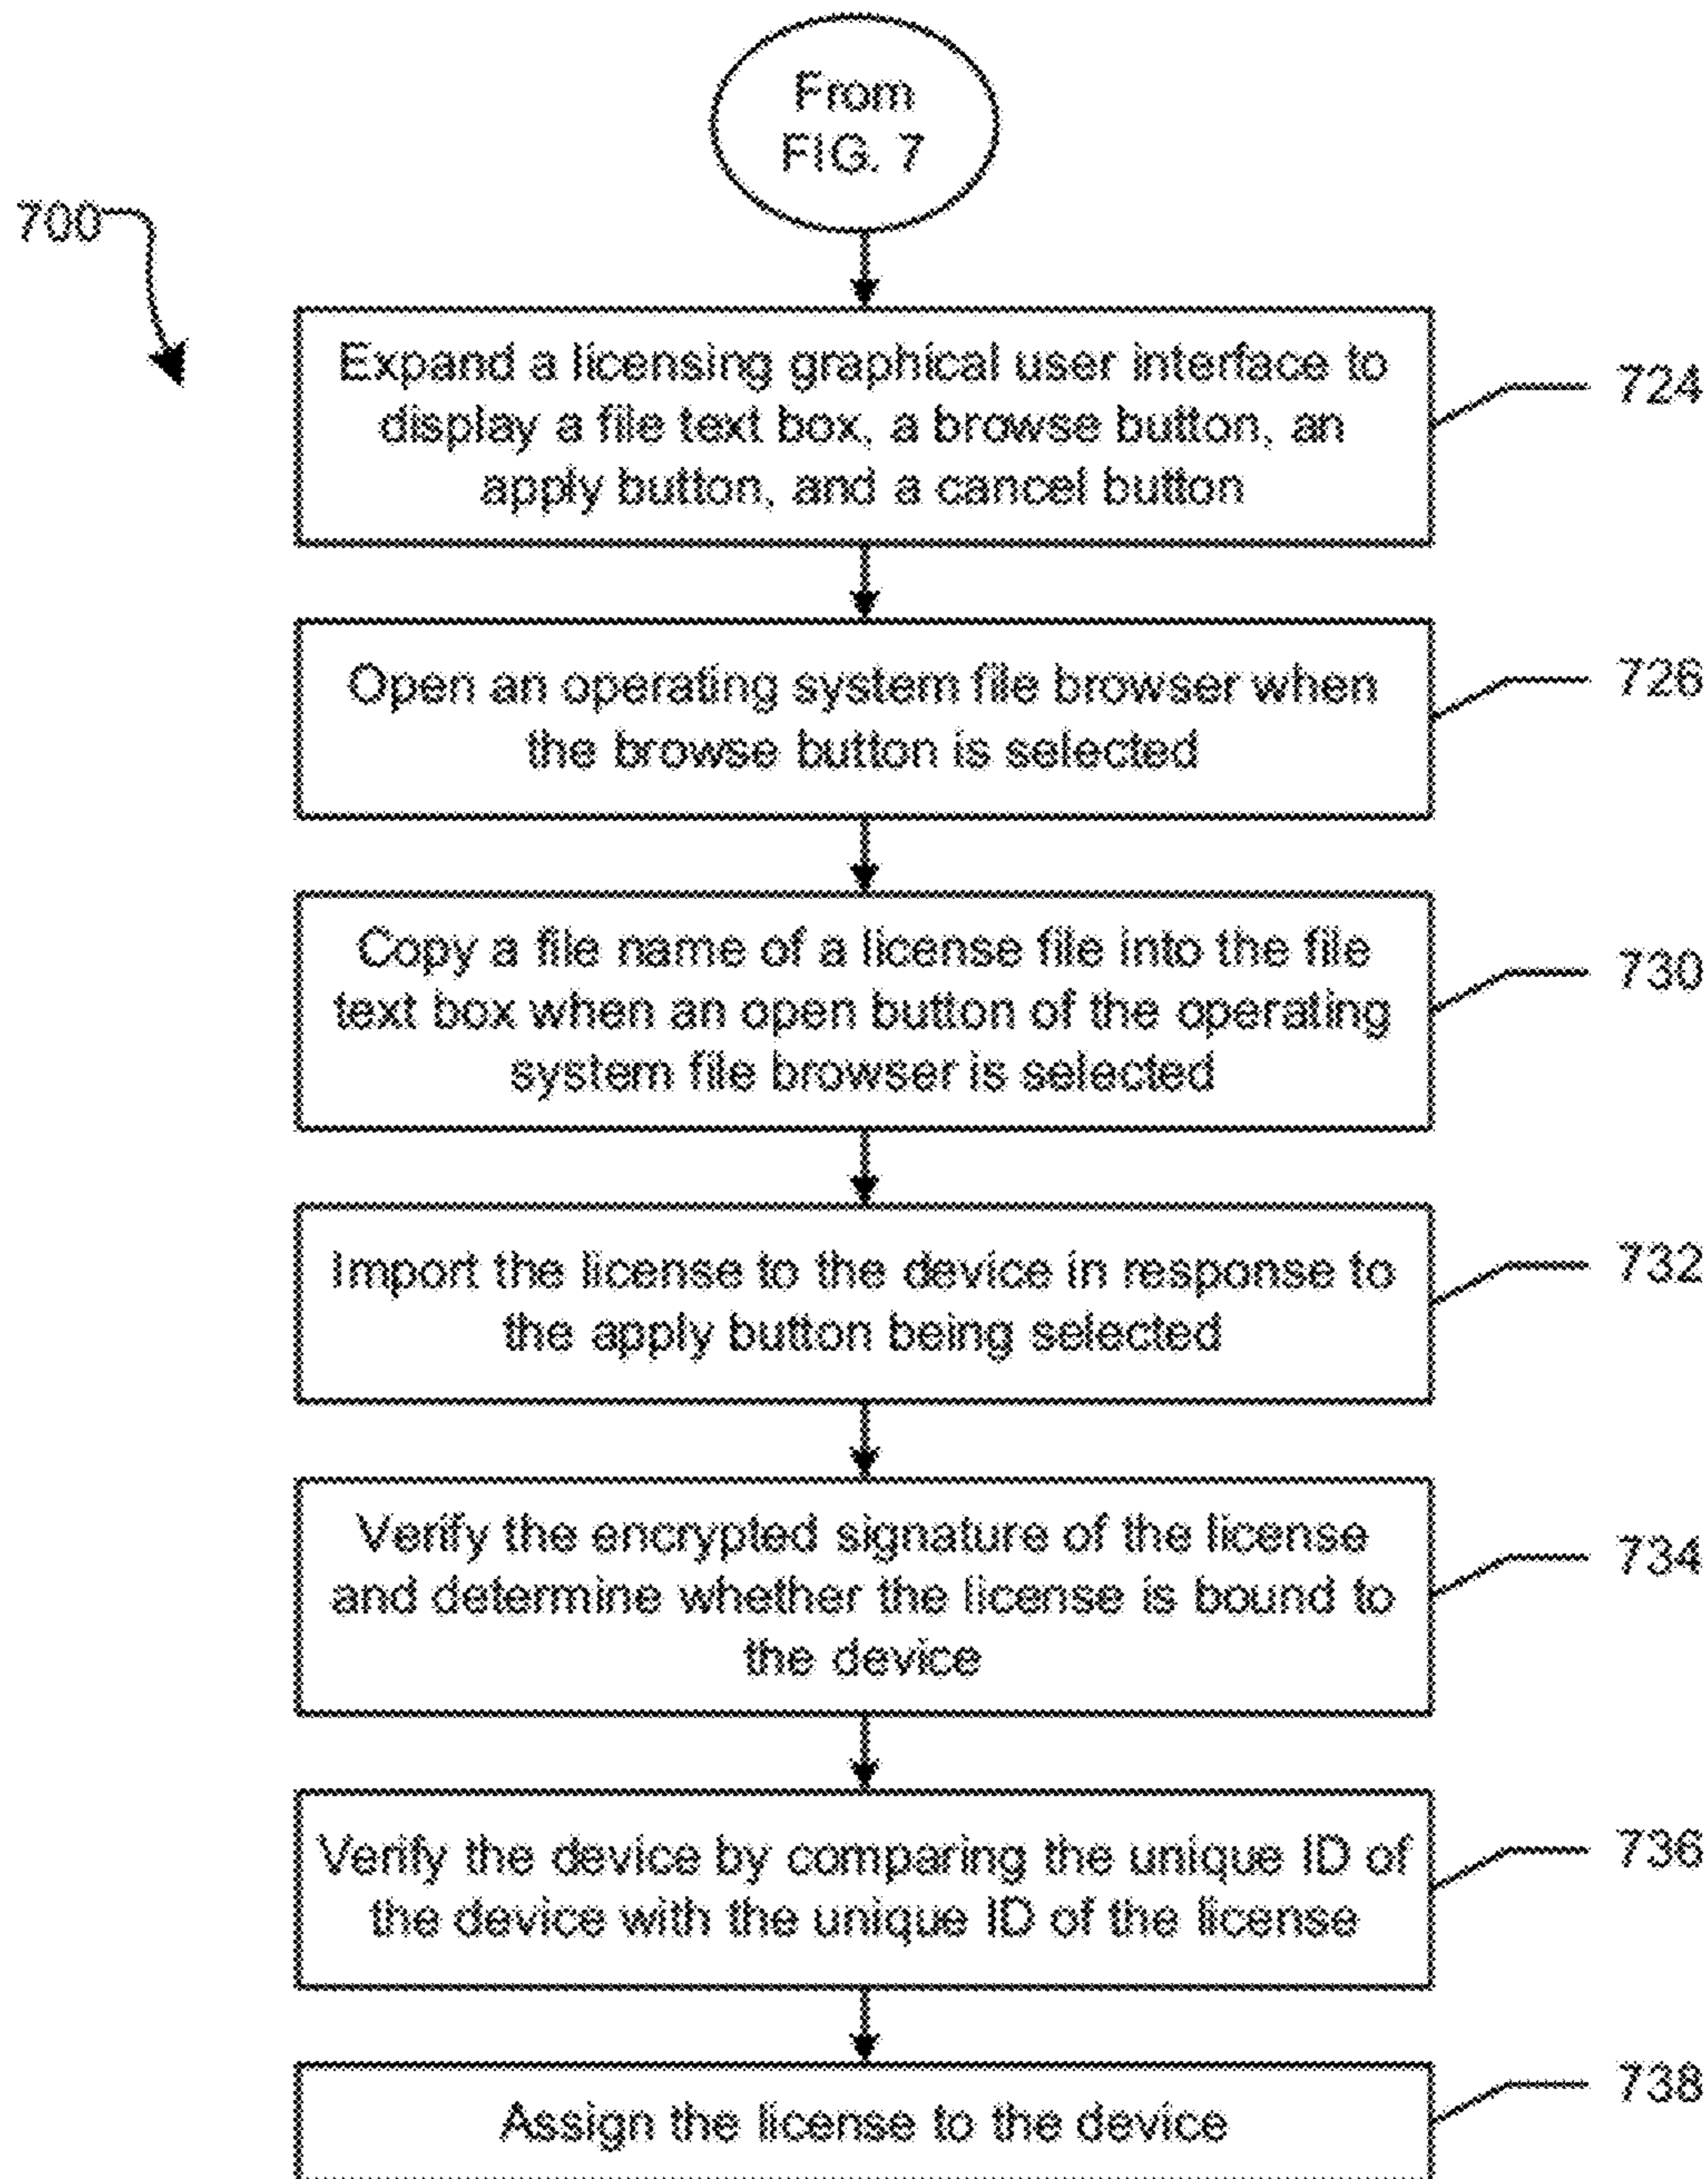 From
FIG. 7
700
Expand a licensing graphical user interface to
display a file text box, a browse button, an
apply button, and a cancel button
724
Open an operating system file browser when
the browse button is selected
726
Copy a file name of a license file into the file
text box when an open button of the operating
system file browser is selected
730
Import the license to the device in response to
the apply button being selected
732
Verify the encrypted signature of the license
and determine whether the license is bound to
the device
734
Verify the device by comparing the unique ID of
the device with the unique ID of the license
736
Assign the license to the device
738